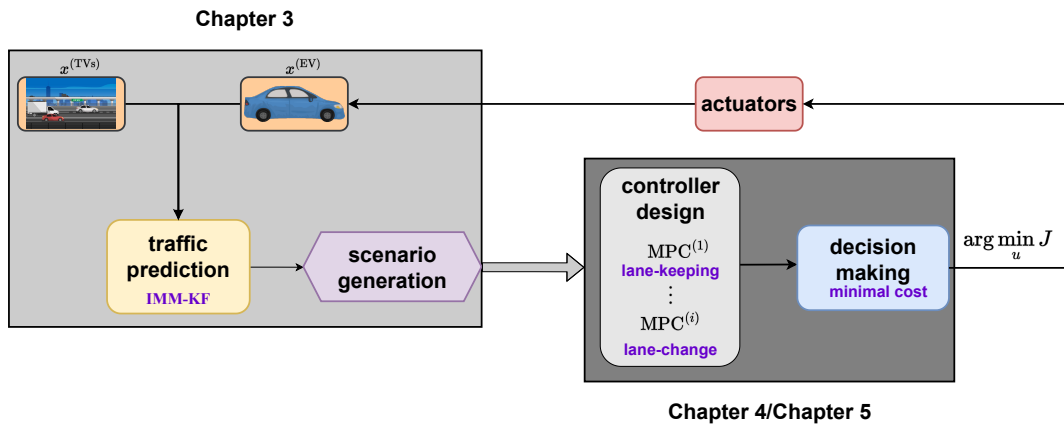 Chapter 3
x^(TVs)
x^(EV)
actuators
traffic
prediction
IMM-KF
scenario
generation
controller
design
MPC^(1)
lane-keeping
⋮
MPC^(i)
lane-change
decision
making
minimal cost
arg min J
u
Chapter 4/Chapter 5